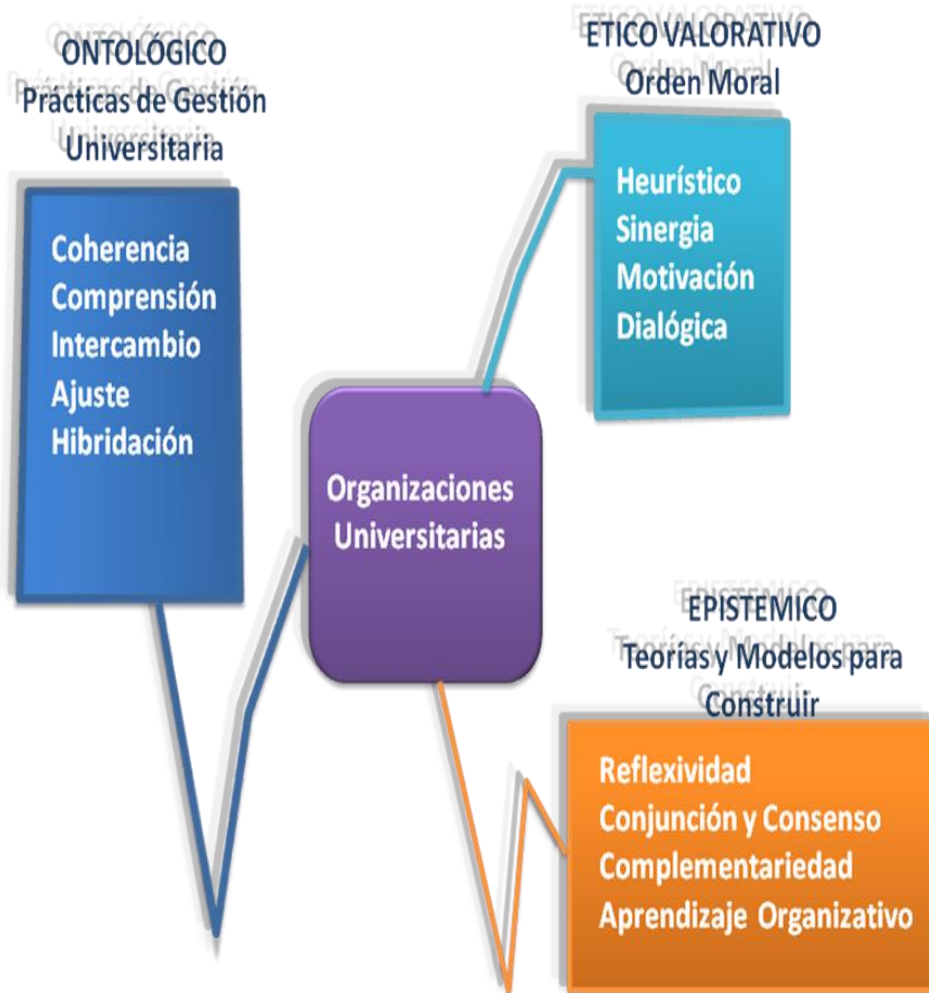 ONTOLÓGICO
Prácticas de Gestión
Universitaria
Coherencia
Comprensión
Intercambio
Ajuste
Hibridación
ETICO VALORATIVO
Orden Moral
Heurístico
Sinergia
Motivación
Dialógica
Organizaciones
Universitarias
EPISTEMICO
Teorías y Modelos para
Construir
Reflexividad
Conjunción y Consenso
Complementariedad
Aprendizaje Organizativo